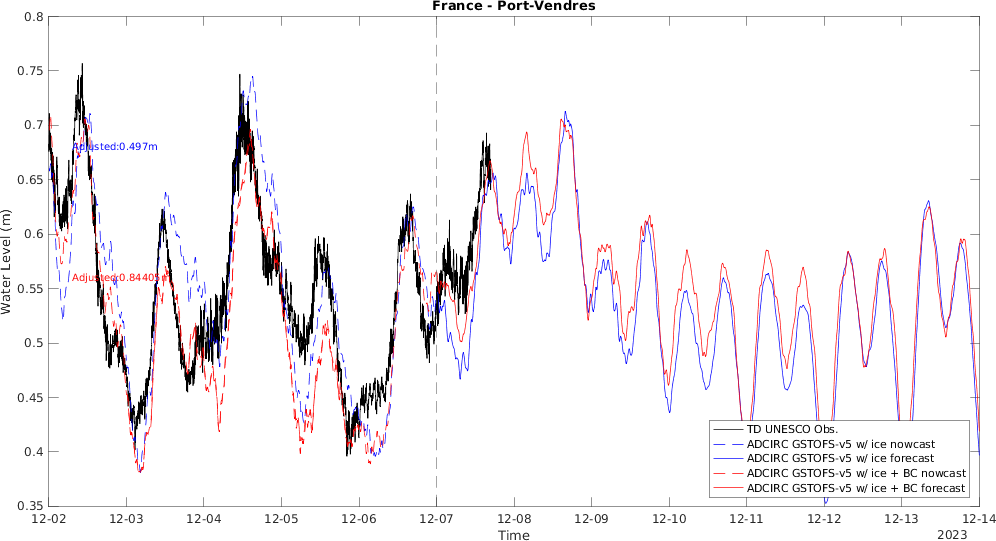 France - Port-Vendres
0.8
0.75
0.7
0.65
0.6
0.55
0.5
0.45
0.4
0.35
Water Level (m)
Adjusted:0.497m
TD UNESCO Obs.
ADCIRC GSTOFS-v5 w/ ice nowcast
ADCIRC GSTOFS-v5 w/ ice forecast
ADCIRC GSTOFS-v5 w/ ice + BC nowcast
ADCIRC GSTOFS-v5 w/ ice + BC forecast
12-02 12-03 12-04 12-05 12-06 12-07 12-08 12-09 12-10 12-11 12-12 12-13 12-14
Time
2023